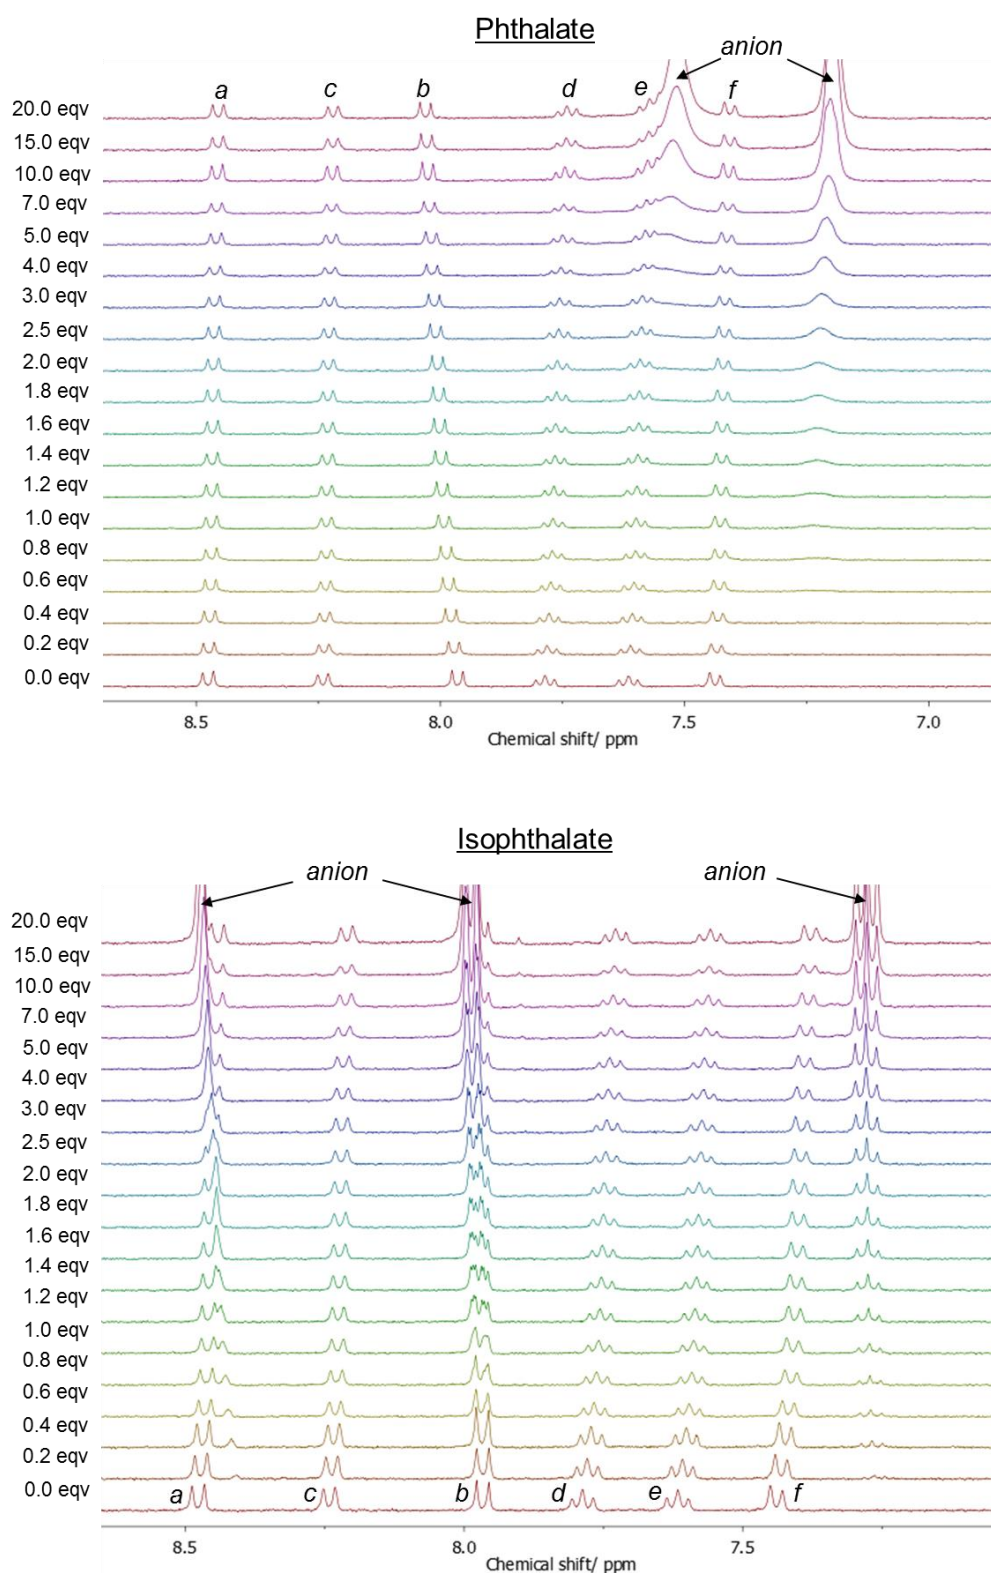 Phthalate
anion
a c b d e f
20.0 eqv
15.0 eqv
10.0 eqv
7.0 eqv
5.0 eqv
4.0 eqv
3.0 eqv
2.5 eqv
2.0 eqv
1.8 eqv
1.6 eqv
1.4 eqv
1.2 eqv
1.0 eqv
0.8 eqv
0.6 eqv
0.4 eqv
0.2 eqv
0.0 eqv
8.5 8.0 7.5 7.0
Chemical shift/ ppm
Isophthalate
anion anion
20.0 eqv
15.0 eqv
10.0 eqv
7.0 eqv
5.0 eqv
4.0 eqv
3.0 eqv
2.5 eqv
2.0 eqv
1.8 eqv
1.6 eqv
1.4 eqv
1.2 eqv
1.0 eqv
0.8 eqv
0.6 eqv
0.4 eqv
0.2 eqv
0.0 eqv
a c b d e f
8.5 8.0 7.5
Chemical shift/ ppm